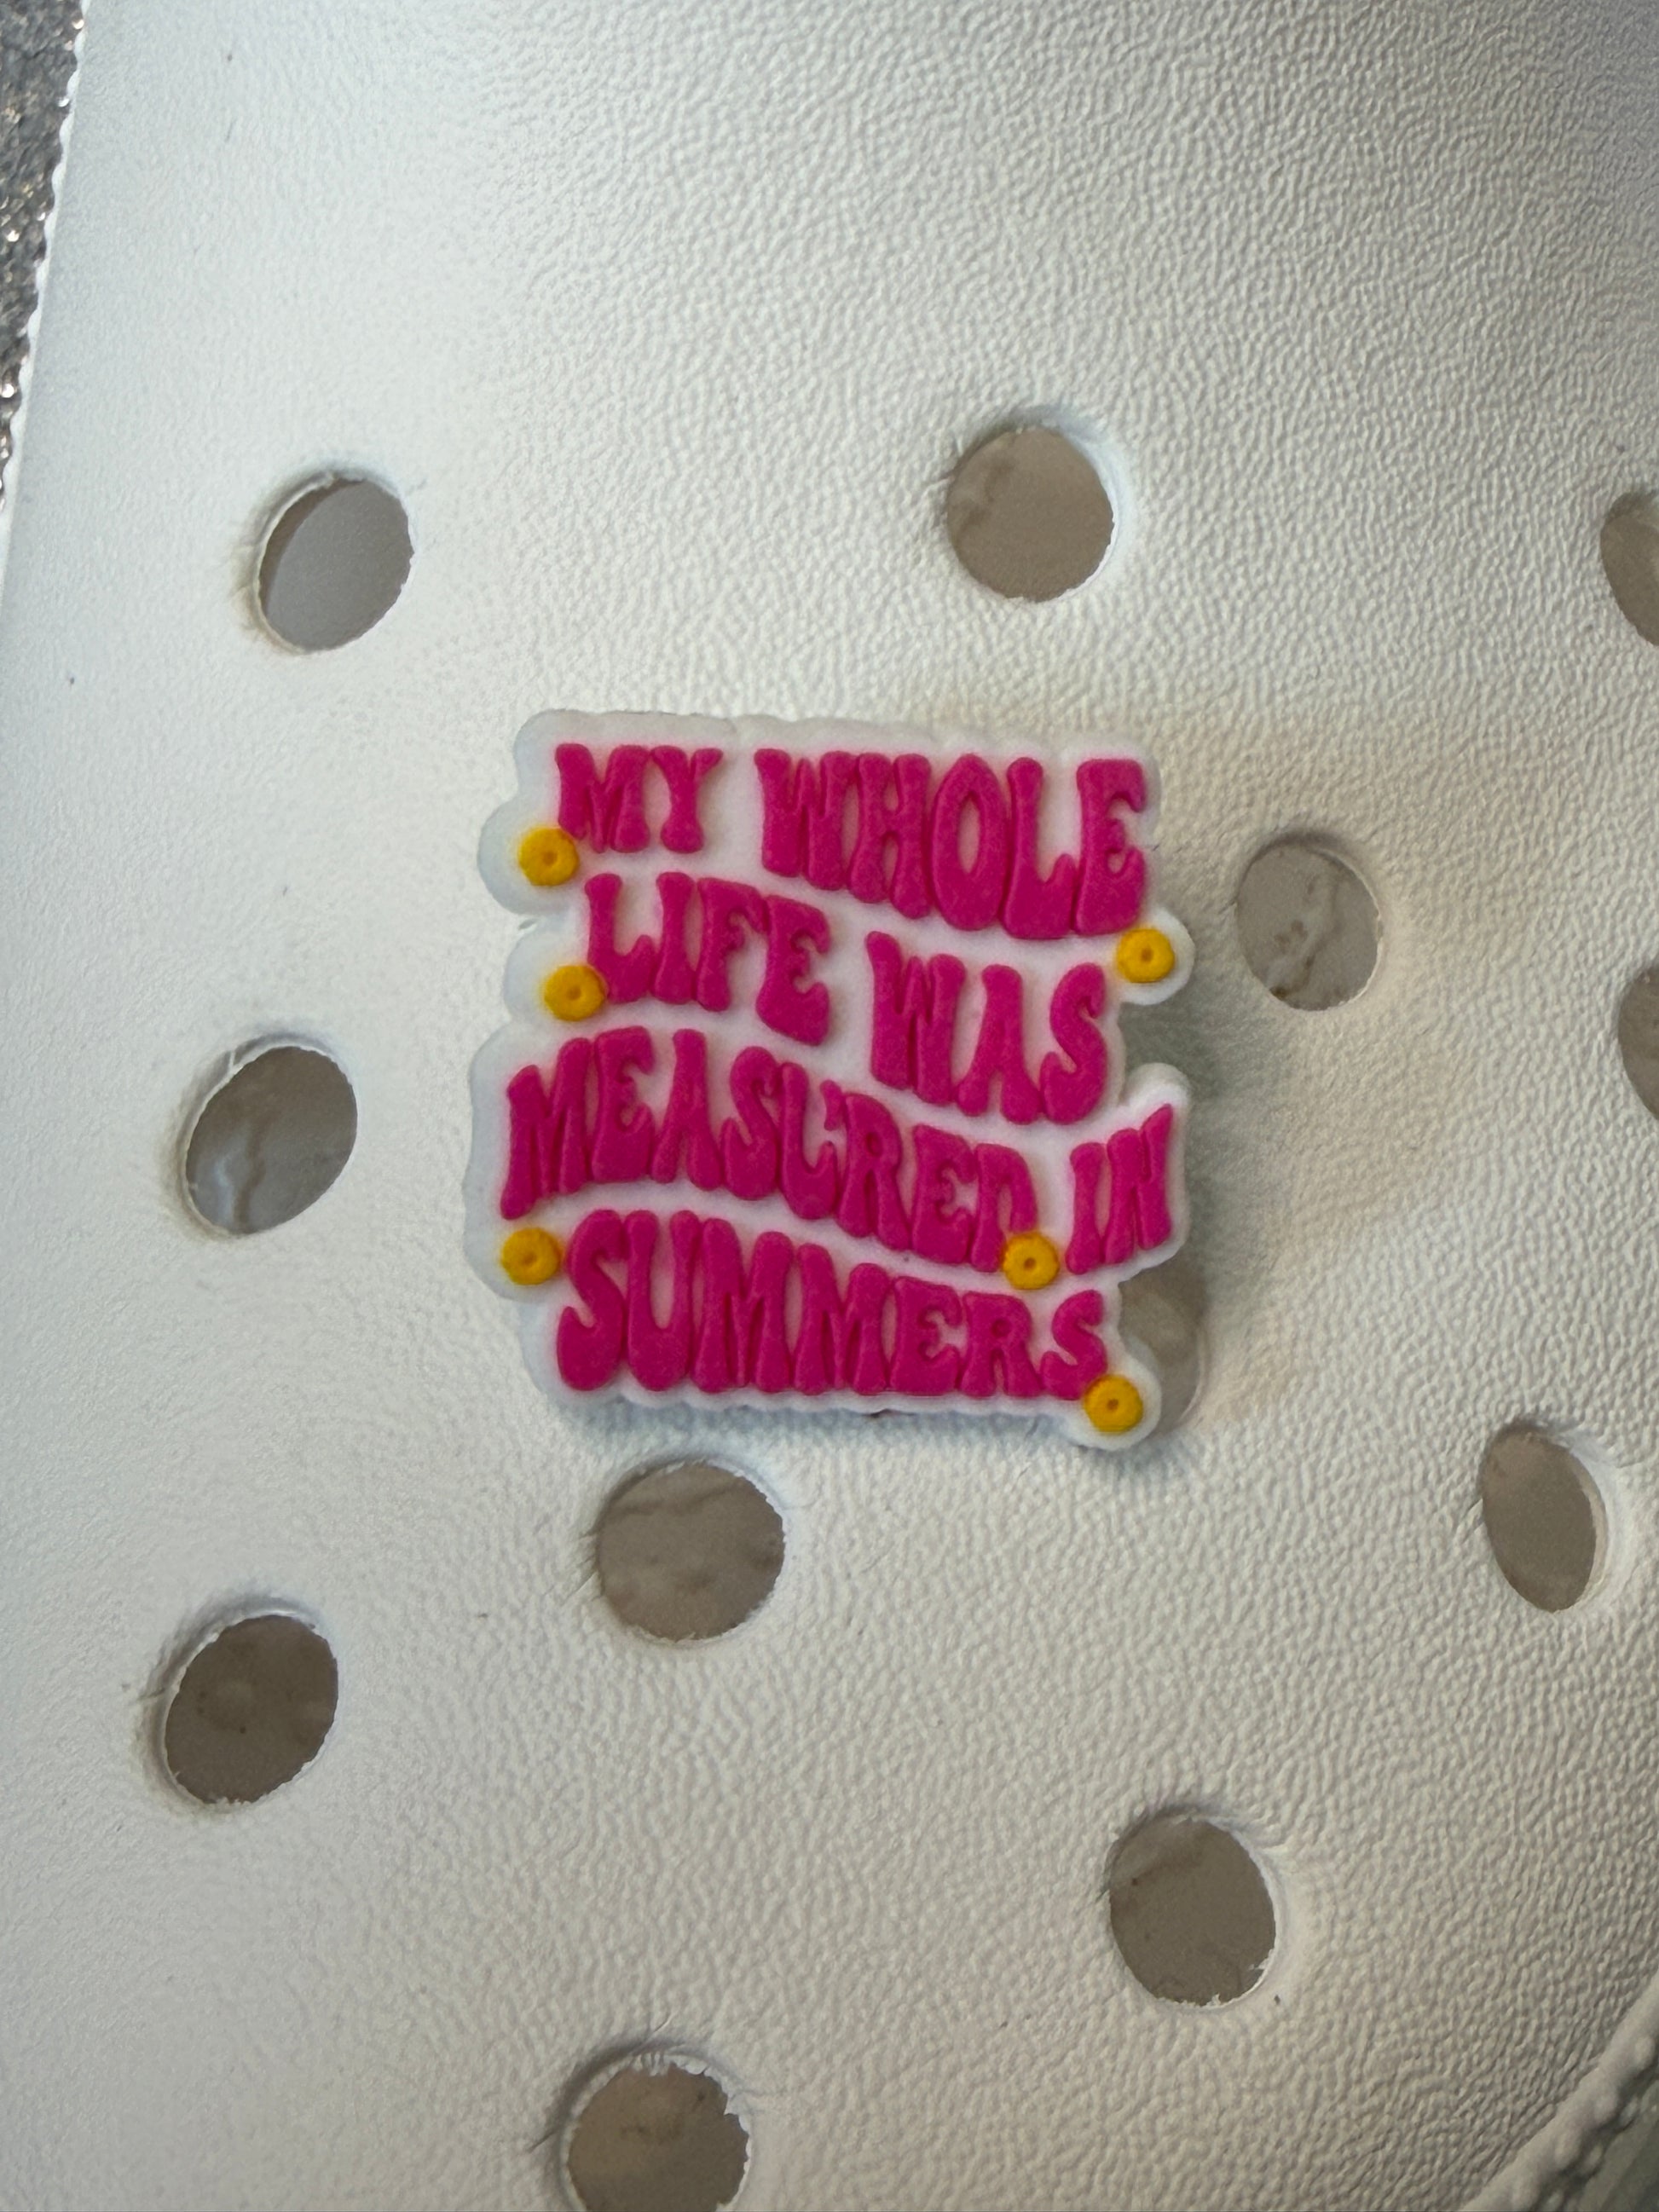 MY WHOLE
LIFE WAS
MEASURED IN
SUMMERS